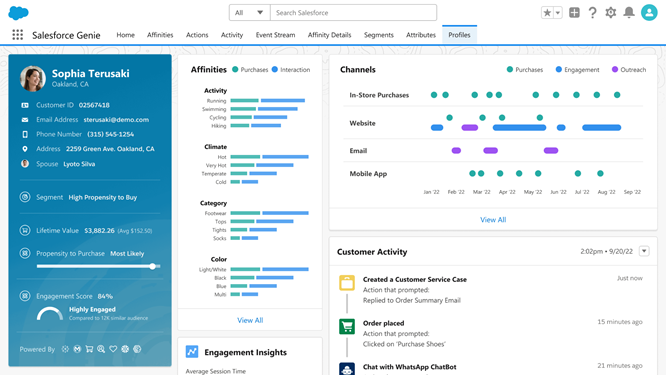 All
Search Salesforce
Salesforce Genie
Home
Affinities
Actions
Activity
Event Stream
Affinity Details
Segments
Attributes
Profiles
Sophia Terusaki
Oakland, CA
Customer ID 02567418
Email Address sterusaki@demo.com
Phone Number (315) 545-1254
Address 2259 Green Ave. Oakland, CA
Spouse Lyoto Silva
Segment High Propensity to Buy
Lifetime Value $3,882.26 (Avg $152.50)
Propensity to Purchase Most Likely
Engagement Score 84%
Highly Engaged
Compared to 12K similar audience
Powered By
Affinities
Purchases
Interaction
Activity
Running
Swimming
Cycling
Hiking
Climate
Hot
Very Hot
Temperate
Cold
Category
Footwear
Tops
Tights
Socks
Color
Light/White
Black
Blue
Multi
View All
Engagement Insights
Average Session Time
Channels
Purchases
Engagement
Outreach
In-Store Purchases
Website
Email
Mobile App
Jan '22 Feb '22 Mar '22 Apr '22 May '22 Jun '22 Jul '22 Aug '22 Sep '22
View All
Customer Activity
2:02pm • 9/20/22
Created a Customer Service Case
Just now
Action that prompted:
Replied to Order Summary Email
Order placed
15 minutes ago
Action that prompted:
Clicked on 'Purchase Shoes'
Chat with WhatsApp ChatBot
21 minutes ago